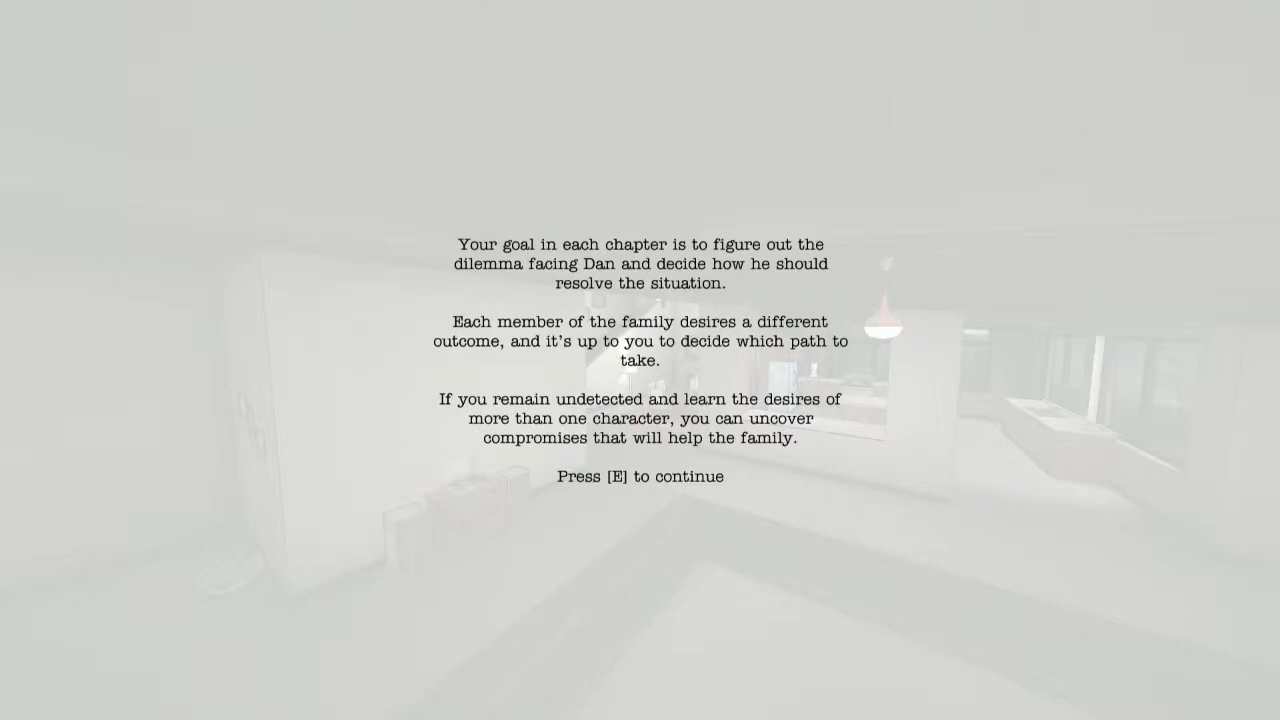 Your goal in each chapter is to figure out the
dilemma facing Dan and decide how he should
resolve the situation.
Each member of the family desires a different
outcome, and it's up to you to decide which path to
take.
If you remain undetected and learn the desires of
more than one character, you can uncover
compromises that will help the family.
Press [E] to continue